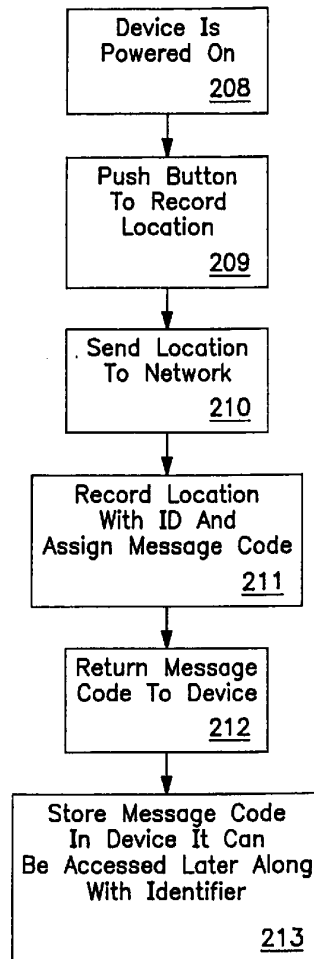 Device Is
Powered On
208
Push Button
To Record
Location
209
Send Location
To Network
210
Record Location
With ID And
Assign Message Code
211
Return Message
Code To Device
212
Store Message Code
In Device It Can
Be Accessed Later Along
With Identifier
213